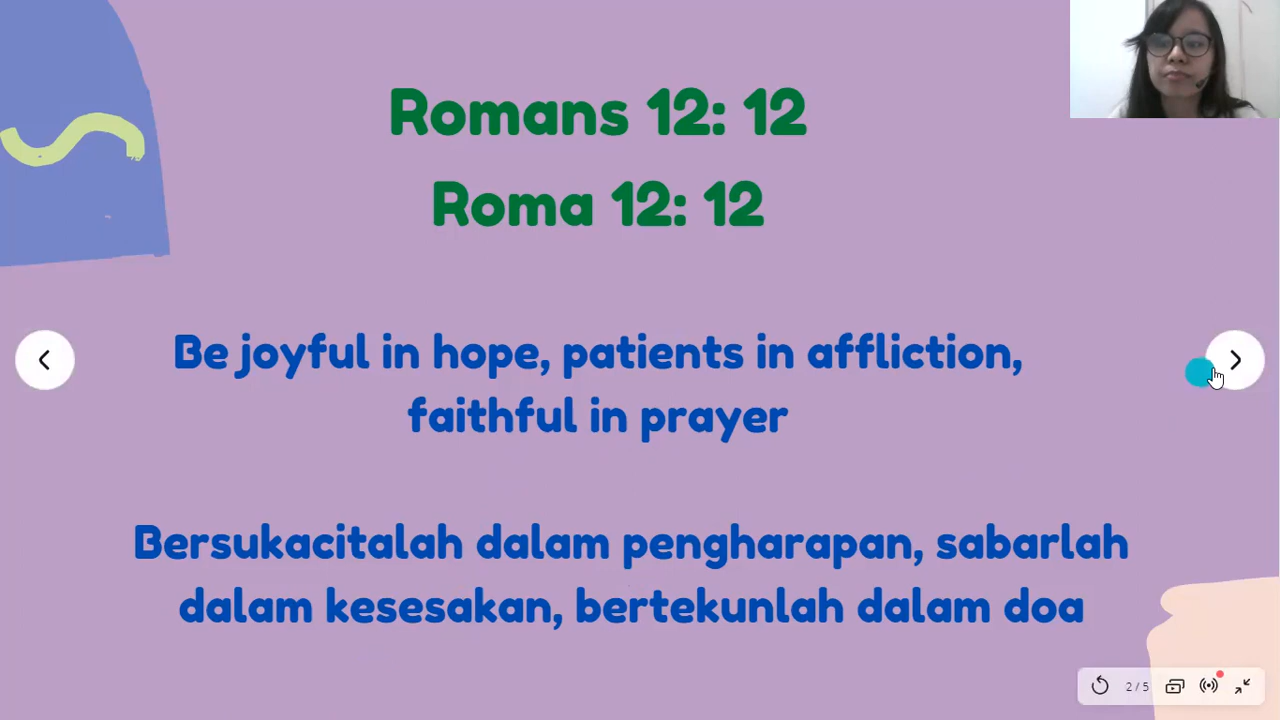 Romans 12: 12
Roma 12: 12
Be joyful in hope, patients in affliction,
faithful in prayer
Bersukacitalah dalam pengharapan, sabarlah
dalam kesesakan, bertekunlah dalam doa
2/5